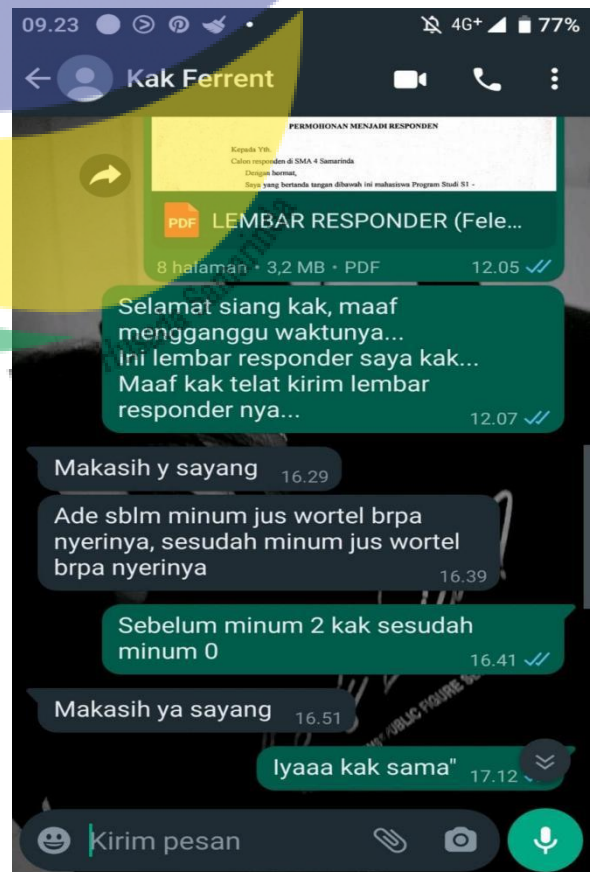 09.23
4G+ 77%
Kak Ferrent
PERMOHONAN MENJADI RESPONDEN
Kepada Yth.
Calon responden di SMA 4 Samarinda
Dengan hormat,
Saya yang bertanda tangan dibawah ini mahasiswa Program Studi S1 -
PDF LEMBAR RESPONDER (Fele...
8 halaman • 3,2 MB • PDF 12.05
Selamat siang kak, maaf
mengganggu waktunya...
Ini lembar responder saya kak...
Maaf kak telat kirim lembar
responder nya...
12.07
Husada Samarinda
Makasih y sayang 16.29
Ade sblm minum jus wortel brpa
nyerinya, sesudah minum jus wortel
brpa nyerinya
16.39
Sebelum minum 2 kak sesudah
minum 0
16.41
Makasih ya sayang 16.51
PUBLIC FIGURE
Iyaaa kak sama" 17.12
Kirim pesan